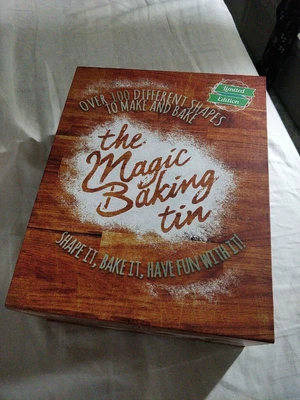 Limited
Edition
OVER 100 DIFFERENT SHAPES
TO MAKE AND BAKE
the
Magic
Baking
tin
SHAPE IT, BAKE IT, HAVE FUN WITH IT!